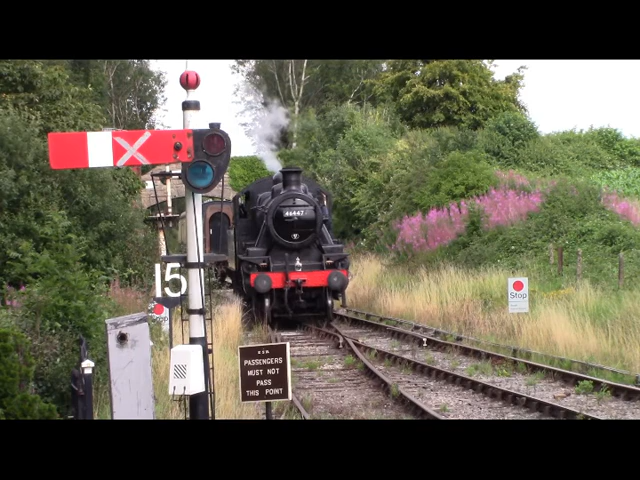 46447
15
Stop
Stop
PASSENGERS
MUST NOT
PASS
THIS POINT